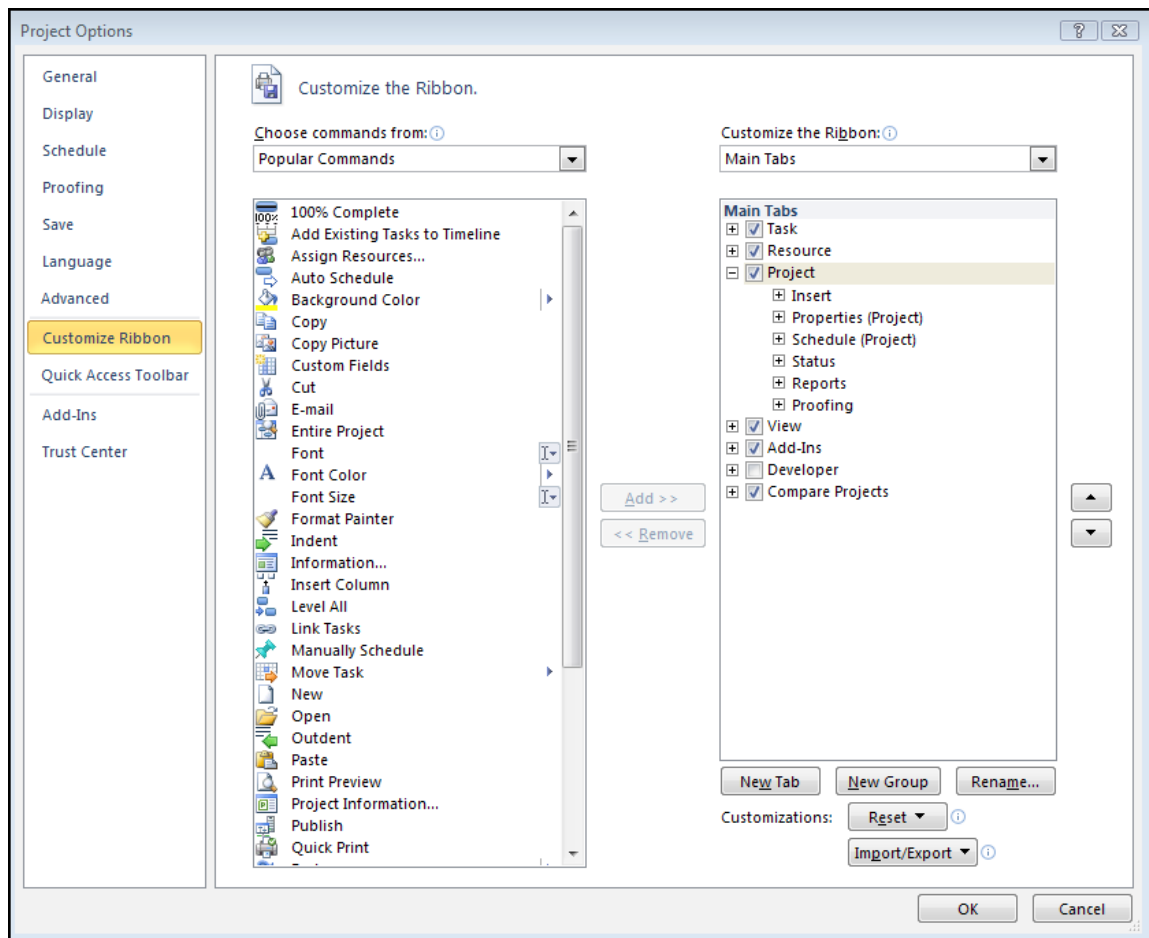 Project Options
General
Display
Schedule
Proofing
Save
Language
Advanced
Customize Ribbon
Quick Access Toolbar
Add-Ins
Trust Center
Customize the Ribbon.
Choose commands from:
Popular Commands
100% Complete
Add Existing Tasks to Timeline
Assign Resources...
Auto Schedule
Background Color
Copy
Copy Picture
Custom Fields
Cut
E-mail
Entire Project
Font
Font Color
Font Size
Format Painter
Indent
Information...
Insert Column
Level All
Link Tasks
Manually Schedule
Move Task
New
Open
Outdent
Paste
Print Preview
Project Information...
Publish
Quick Print
Add >>
<< Remove
Customize the Ribbon:
Main Tabs
Main Tabs
Task
Resource
Project
Insert
Properties (Project)
Schedule (Project)
Status
Reports
Proofing
View
Add-Ins
Developer
Compare Projects
New Tab
New Group
Rename...
Customizations:
Reset
Import/Export
OK
Cancel